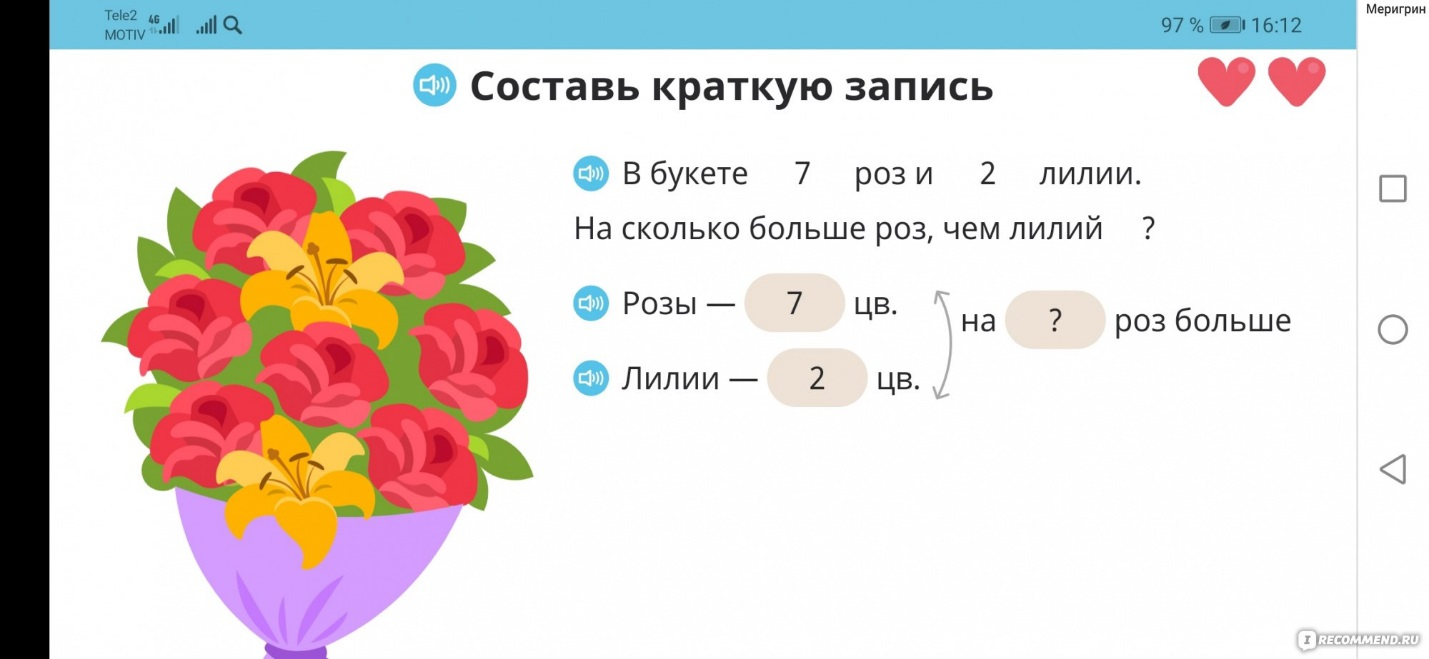 Меригрин
Tele2 4G
MOTIV
97 % 16:12
Составь краткую запись
В букете 7 роз и 2 лилии.
На сколько больше роз, чем лилий ?
Розы — 7 цв.
на ? роз больше
Лилии — 2 цв.
I RECOMMEND.RU